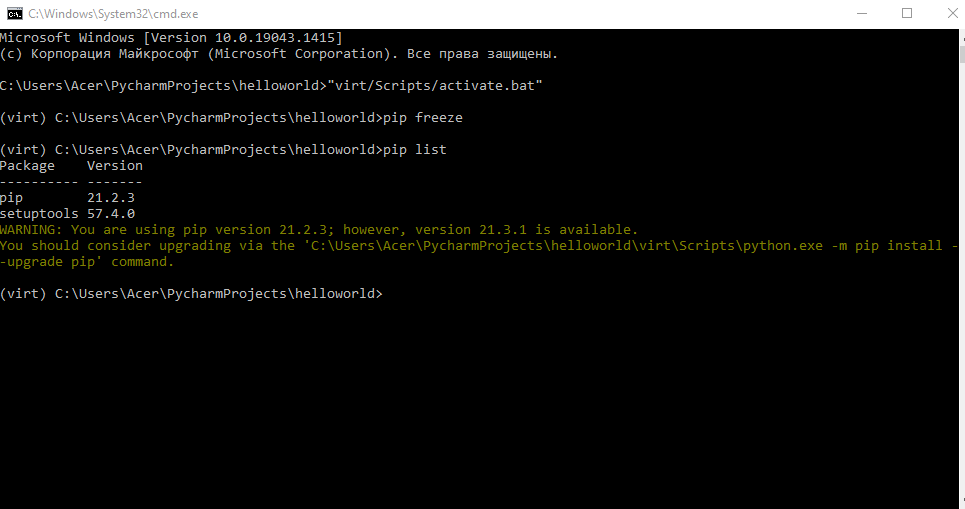 C:\Windows\System32\cmd.exe
Microsoft Windows [Version 10.0.19043.1415]
(c) Корпорация Майкрософт (Microsoft Corporation). Все права защищены.
C:\Users\Acer\PycharmProjects\helloworld>"virt/Scripts/activate.bat"
(virt) C:\Users\Acer\PycharmProjects\helloworld>pip freeze
(virt) C:\Users\Acer\PycharmProjects\helloworld>pip list
Package    Version
---------- -------
pip        21.2.3
setuptools 57.4.0
WARNING: You are using pip version 21.2.3; however, version 21.3.1 is available.
You should consider upgrading via the 'C:\Users\Acer\PycharmProjects\helloworld\virt\Scripts\python.exe -m pip install -
-upgrade pip' command.
(virt) C:\Users\Acer\PycharmProjects\helloworld>